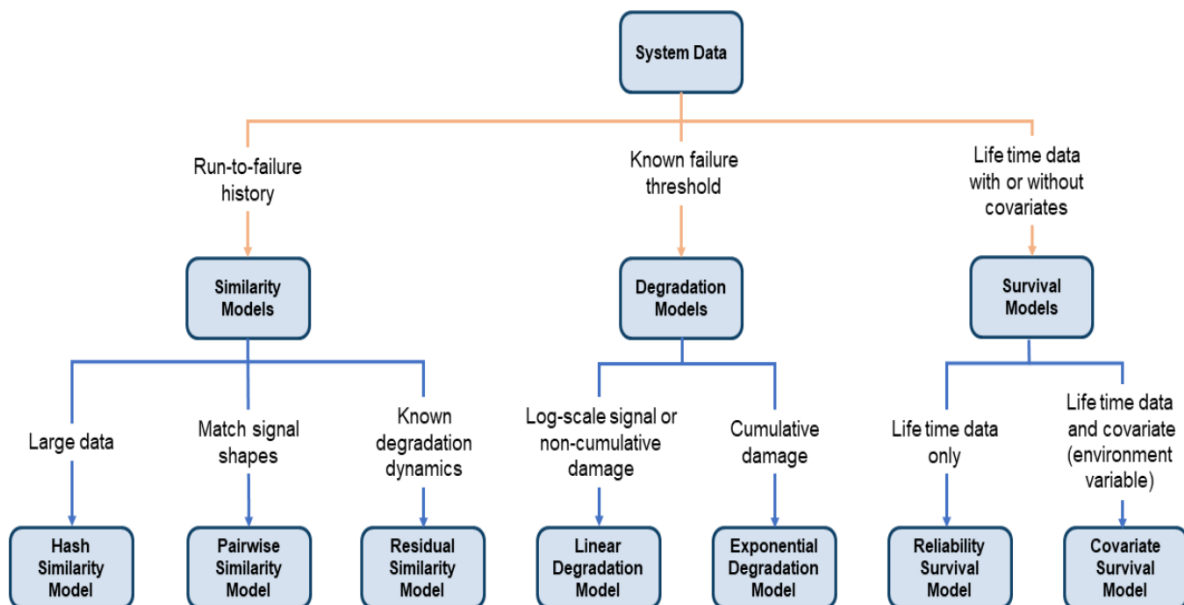 System Data
Run-to-failure
history
Known failure
threshold
Life time data
with or without
covariates
Similarity
Models
Degradation
Models
Survival
Models
Large data
Match signal
shapes
Known
degradation
dynamics
Log-scale signal or
non-cumulative
damage
Cumulative
damage
Life time data
only
Life time data
and covariate
(environment
variable)
Hash
Similarity
Model
Pairwise
Similarity
Model
Residual
Similarity
Model
Linear
Degradation
Model
Exponential
Degradation
Model
Reliability
Survival
Model
Covariate
Survival
Model